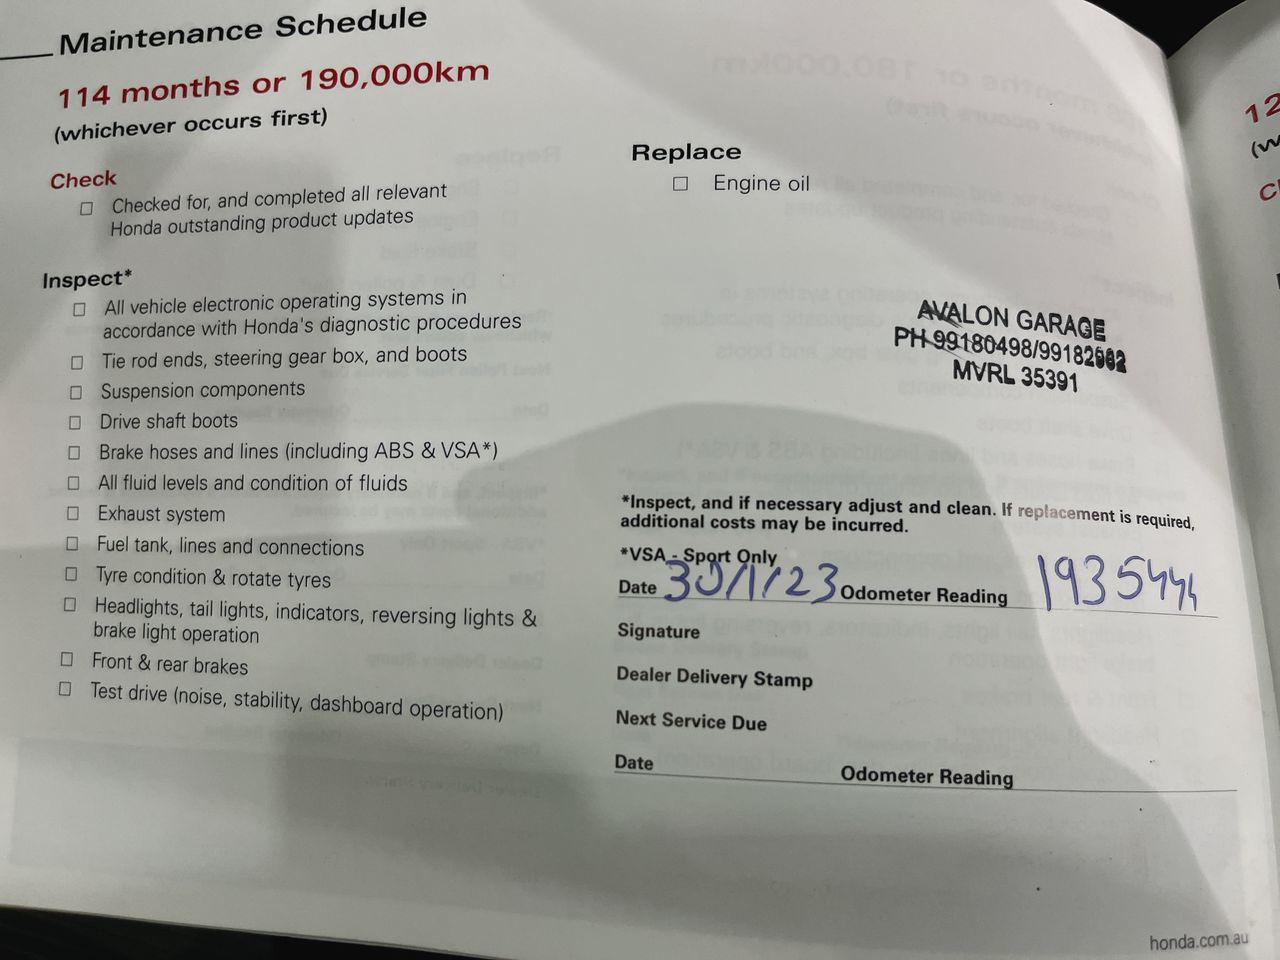 Maintenance Schedule
114 months or 190,000km
(whichever occurs first)
Check
Checked for, and completed all relevant
Honda outstanding product updates
Inspect*
All vehicle electronic operating systems in
accordance with Honda's diagnostic procedures
Tie rod ends, steering gear box, and boots
Suspension components
Drive shaft boots
Brake hoses and lines (including ABS & VSA*)
All fluid levels and condition of fluids
Exhaust system
Fuel tank, lines and connections
Tyre condition & rotate tyres
Headlights, tail lights, indicators, reversing lights &
brake light operation
Front & rear brakes
Test drive (noise, stability, dashboard operation)
Replace
Engine oil
AVALON GARAGE
PH 99180498/
MVRL 35391
*Inspect, and if necessary adjust and clean. If replacement is required,
additional costs may be incurred.
*VSA - Sport Only
Date 30/1/23 Odometer Reading
Signature
Dealer Delivery Stamp
Next Service Due
Date Odometer Reading
honda.com.au
12